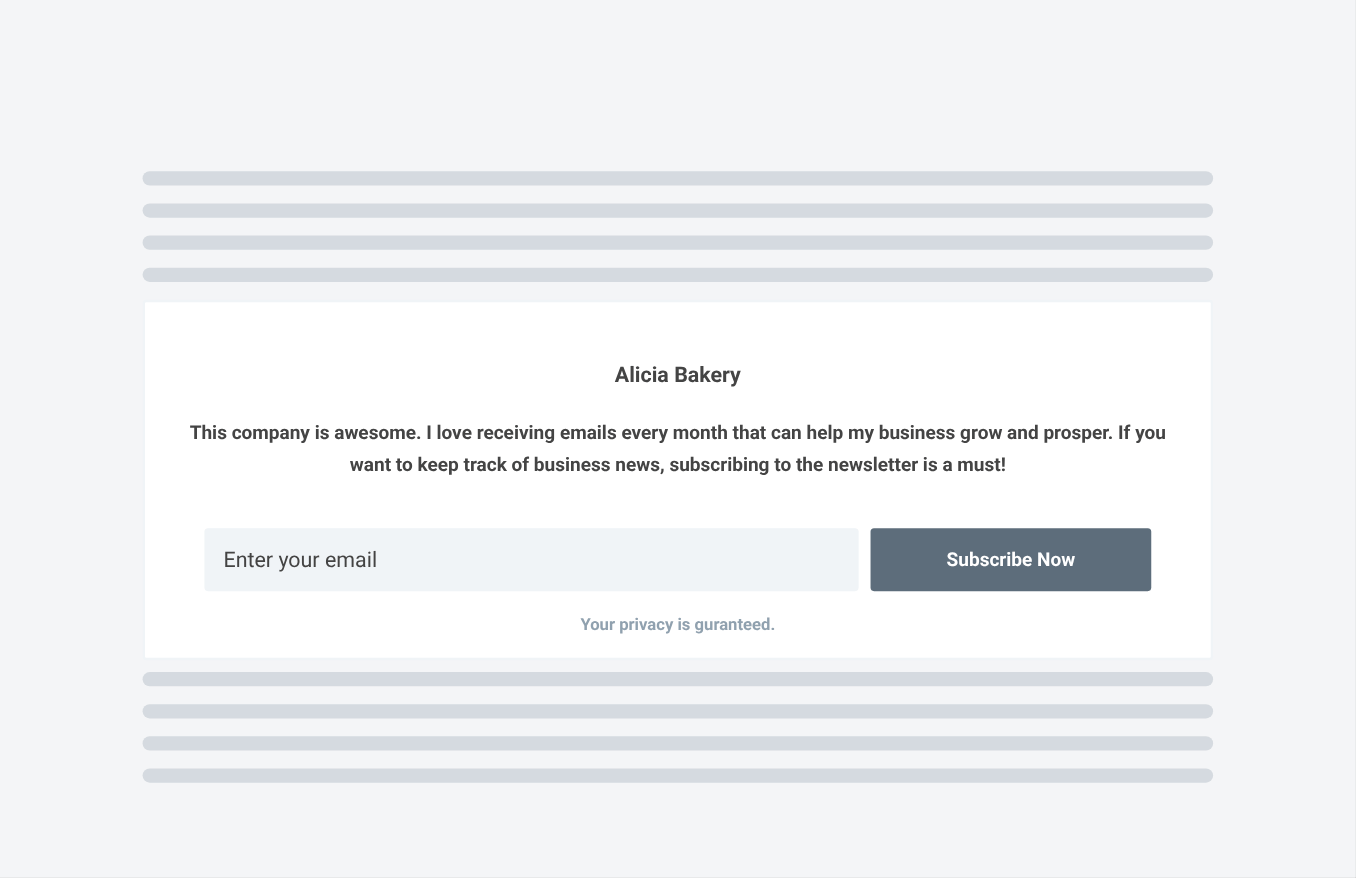 Alicia Bakery
This company is awesome. I love receiving emails every month that can help my business grow and prosper. If you
want to keep track of business news, subscribing to the newsletter is a must!
Enter your email
Subscribe Now
Your privacy is guranteed.